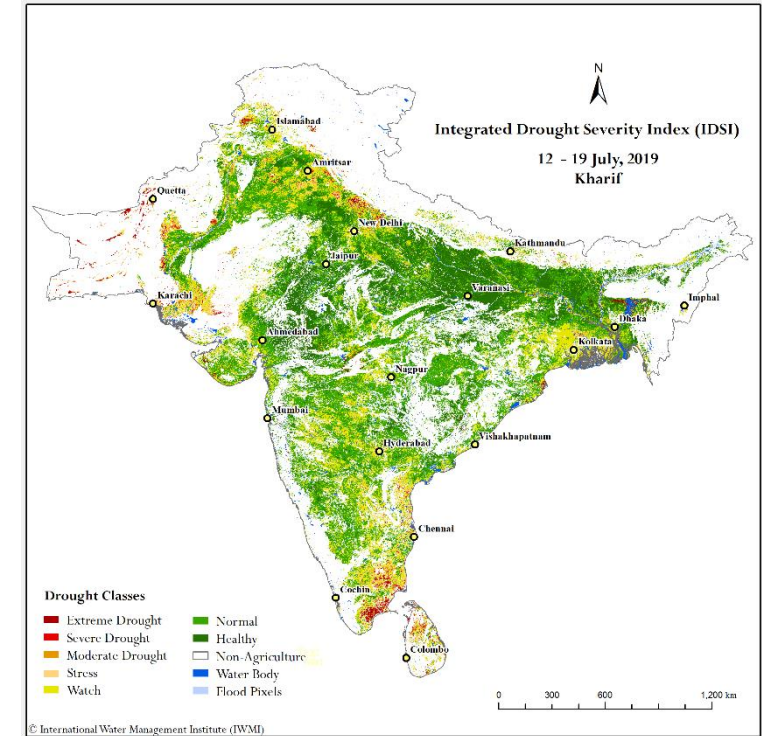 N
Integrated Drought Severity Index (IDSI)
12 - 19 July, 2019
Kharif
Islamabad
Amritsar
Quetta
New Delhi
Kathmandu
Jaipur
Karachi
Varanasi
Imphal
Dhaka
Ahmedabad
Kolkata
Nagpur
Mumbai
Hyderabad
Vishakhapatnam
Chennai
Cochin
Colombo
Drought Classes
Extreme Drought
Severe Drought
Moderate Drought
Stress
Watch
Normal
Healthy
Non-Agriculture
Water Body
Flood Pixels
0 300 600 1,200 km
© International Water Management Institute (IWMI)